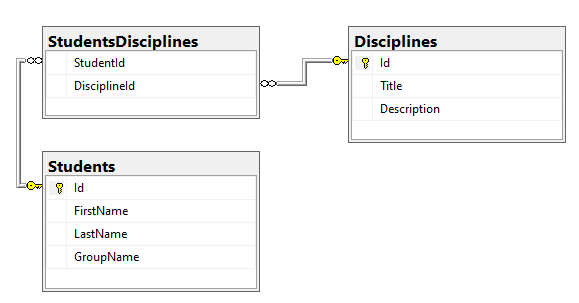 StudentsDisciplines
StudentId
DisciplineId
Disciplines
Id
Title
Description
Students
Id
FirstName
LastName
GroupName